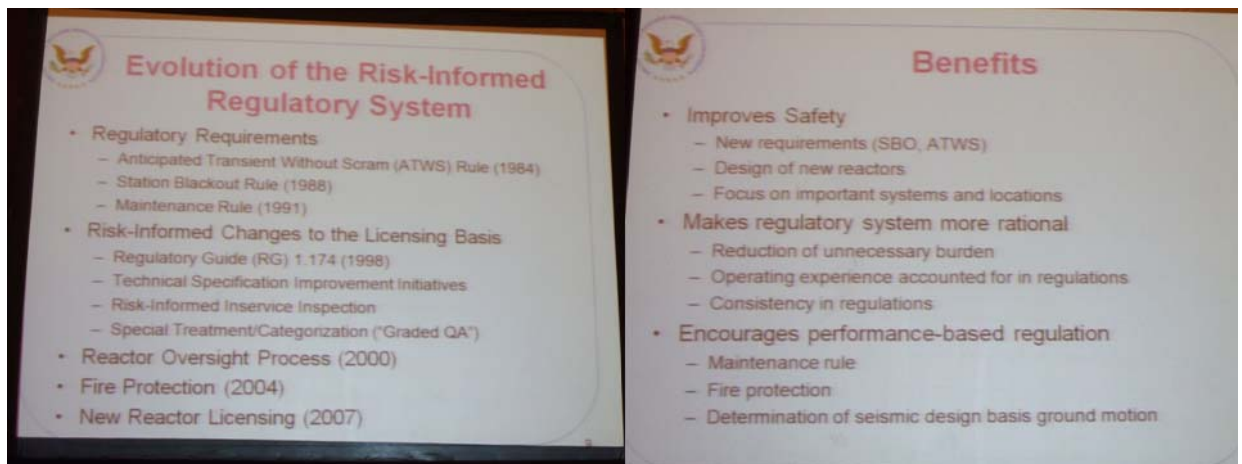 Evolution of the Risk-Informed
Regulatory System
• Regulatory Requirements
– Anticipated Transient Without Scram (ATWS) Rule (1984)
– Station Blackout Rule (1988)
– Maintenance Rule (1991)
• Risk-Informed Changes to the Licensing Basis
– Regulatory Guide (RG) 1.174 (1998)
– Technical Specification Improvement Initiatives
– Risk-Informed Inservice Inspection
– Special Treatment/Categorization ("Graded QA")
• Reactor Oversight Process (2000)
• Fire Protection (2004)
• New Reactor Licensing (2007)
9
Benefits
• Improves Safety
– New requirements (SBO, ATWS)
– Design of new reactors
– Focus on important systems and locations
• Makes regulatory system more rational
– Reduction of unnecessary burden
– Operating experience accounted for in regulations
– Consistency in regulations
• Encourages performance-based regulation
– Maintenance rule
– Fire protection
– Determination of seismic design basis ground motion